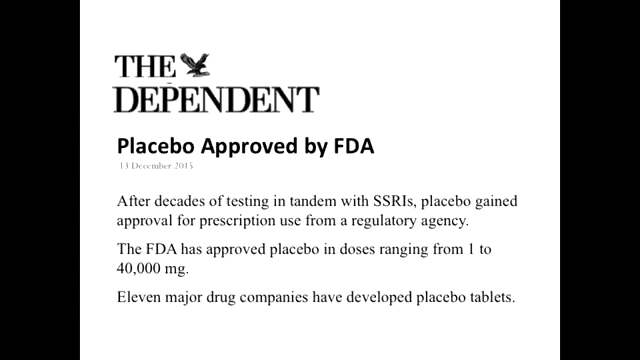 THE
DEPENDENT
Placebo Approved by FDA
13 December 2015
After decades of testing in tandem with SSRIs, placebo gained
approval for prescription use from a regulatory agency.
The FDA has approved placebo in doses ranging from 1 to
40,000 mg.
Eleven major drug companies have developed placebo tablets.